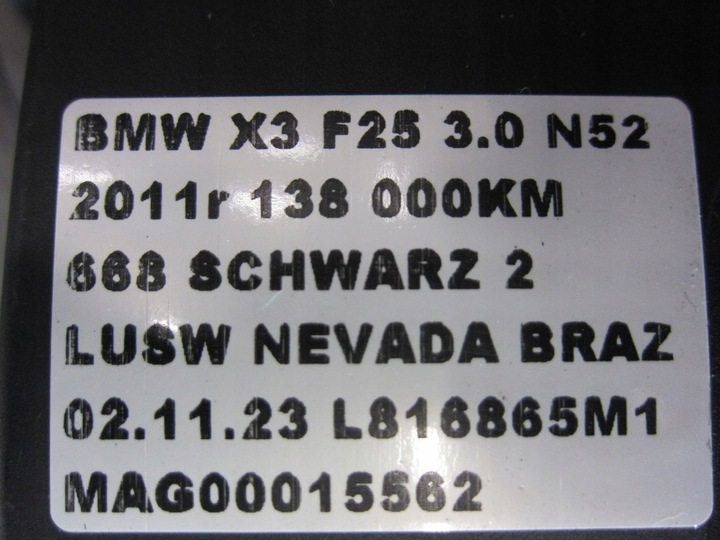 BMW X3 F25 3.0 N52
2011r 138 000KM
668 SCHWARZ 2
LUSW NEVADA BRAZ
02.11.23 L816865M1
MAG00015562